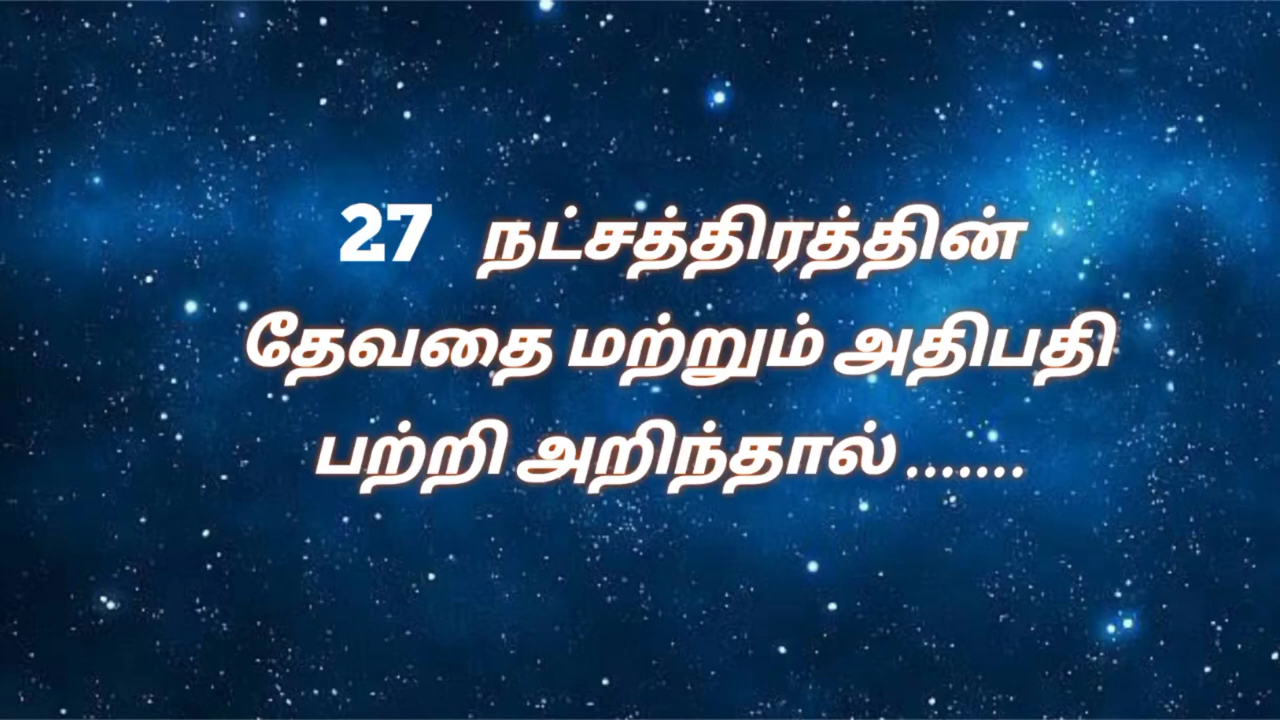 27 நட்சத்திரத்தின்
தேவதை மற்றும் அதிபதி
பற்றி அறிந்தால் .......